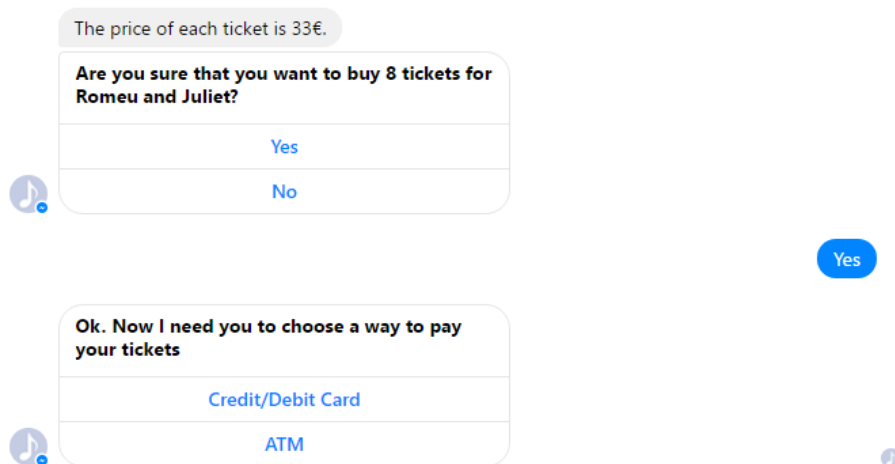 The price of each ticket is 33€.
Are you sure that you want to buy 8 tickets for
Romeu and Juliet?
Yes
No
Yes
Ok. Now I need you to choose a way to pay
your tickets
Credit/Debit Card
ATM